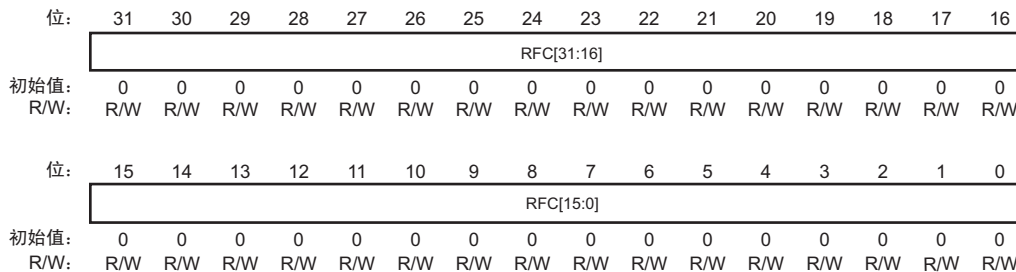 位： 31 30 29 28 27 26 25 24 23 22 21 20 19 18 17 16
RFC[31:16]
初始值： 0 0 0 0 0 0 0 0 0 0 0 0 0 0 0 0
R/W： R/W R/W R/W R/W R/W R/W R/W R/W R/W R/W R/W R/W R/W R/W R/W R/W
位： 15 14 13 12 11 10 9 8 7 6 5 4 3 2 1 0
RFC[15:0]
初始值： 0 0 0 0 0 0 0 0 0 0 0 0 0 0 0 0
R/W： R/W R/W R/W R/W R/W R/W R/W R/W R/W R/W R/W R/W R/W R/W R/W R/W